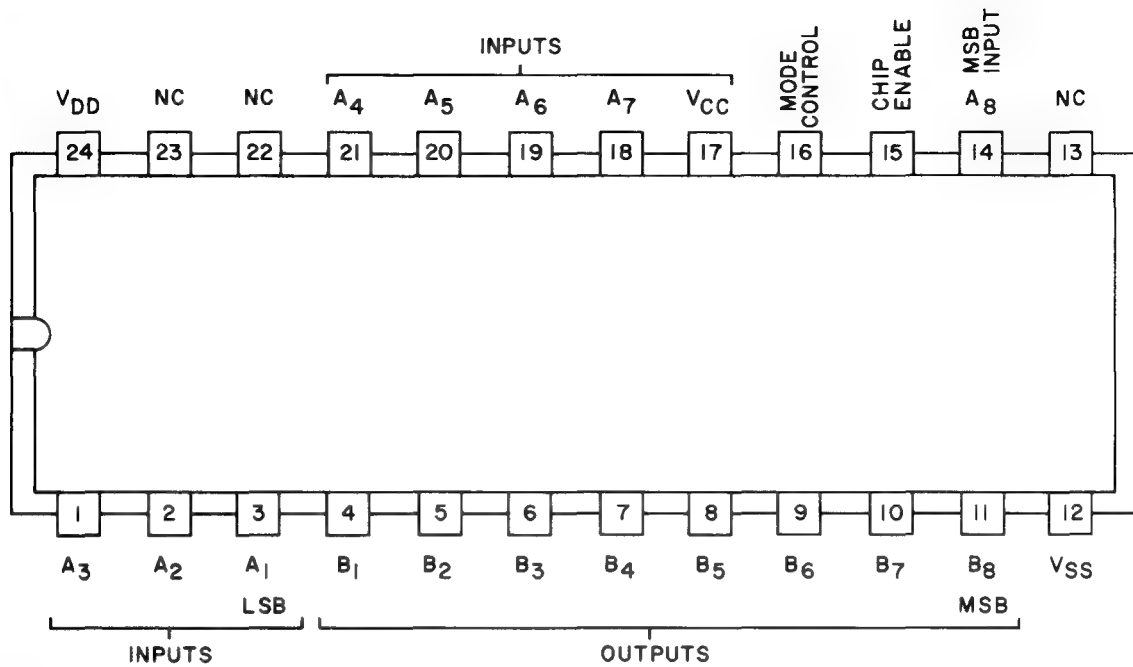 INPUTS
MODE CONTROL
CHIP ENABLE
MSB INPUT
VDD NC NC A4 A5 A6 A7 VCC A8 NC
24 23 22 21 20 19 18 17 16 15 14 13
1 2 3 4 5 6 7 8 9 10 11 12
A3 A2 A1 B1 B2 B3 B4 B5 B6 B7 B8 VSS
LSB MSB
INPUTS OUTPUTS